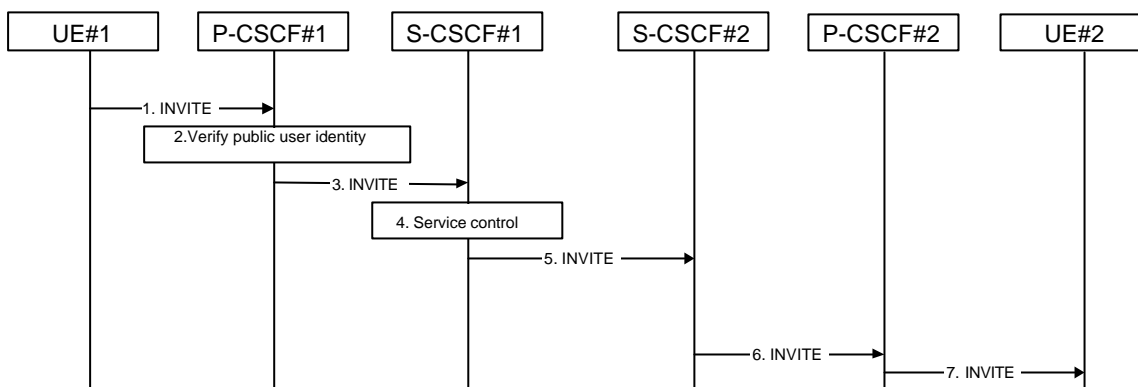 UE#1
P-CSCF#1
S-CSCF#1
S-CSCF#2
P-CSCF#2
UE#2
1. INVITE
2.Verify public user identity
3. INVITE
4. Service control
5. INVITE
6. INVITE
7. INVITE